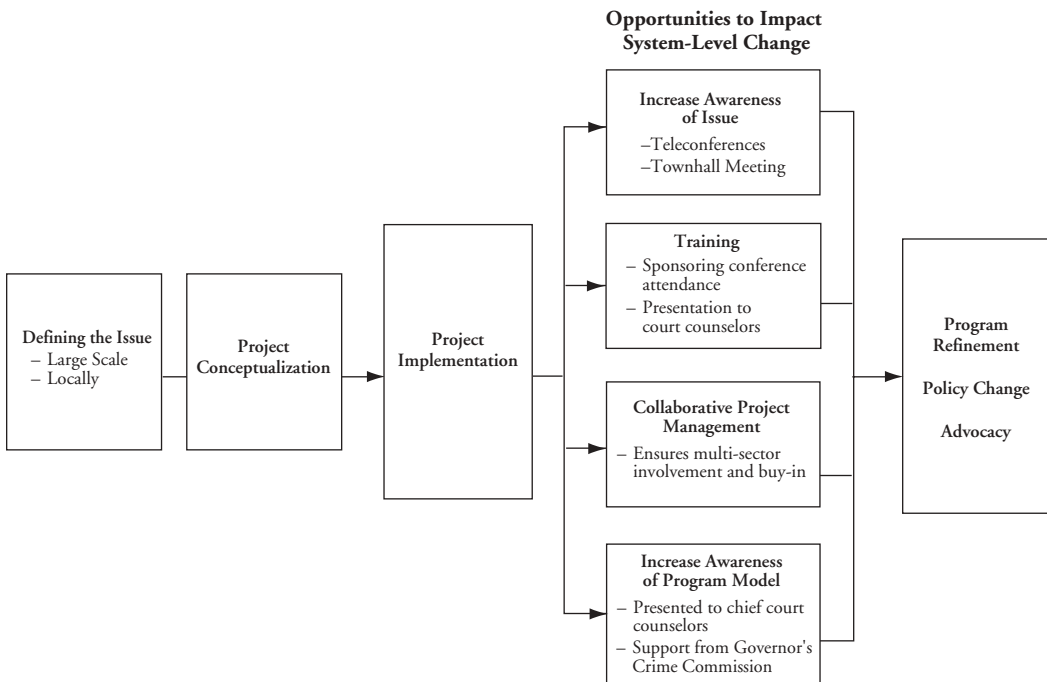 Opportunities to Impact
System-Level Change
Defining the Issue
– Large Scale
– Locally
Project
Conceptualization
Project
Implementation
Increase Awareness
of Issue
–Teleconferences
–Townhall Meeting
Training
– Sponsoring conference
attendance
– Presentation to
court counselors
Collaborative Project
Management
– Ensures multi-sector
involvement and buy-in
Increase Awareness
of Program Model
– Presented to chief court
counselors
– Support from Governor's
Crime Commission
Program
Refinement
Policy Change
Advocacy